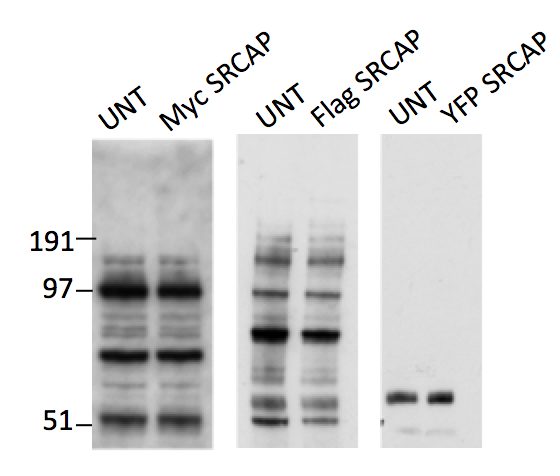 UNT Myc SRCAP
UNT Flag SRCAP
UNT YFP SRCAP
191
97
51